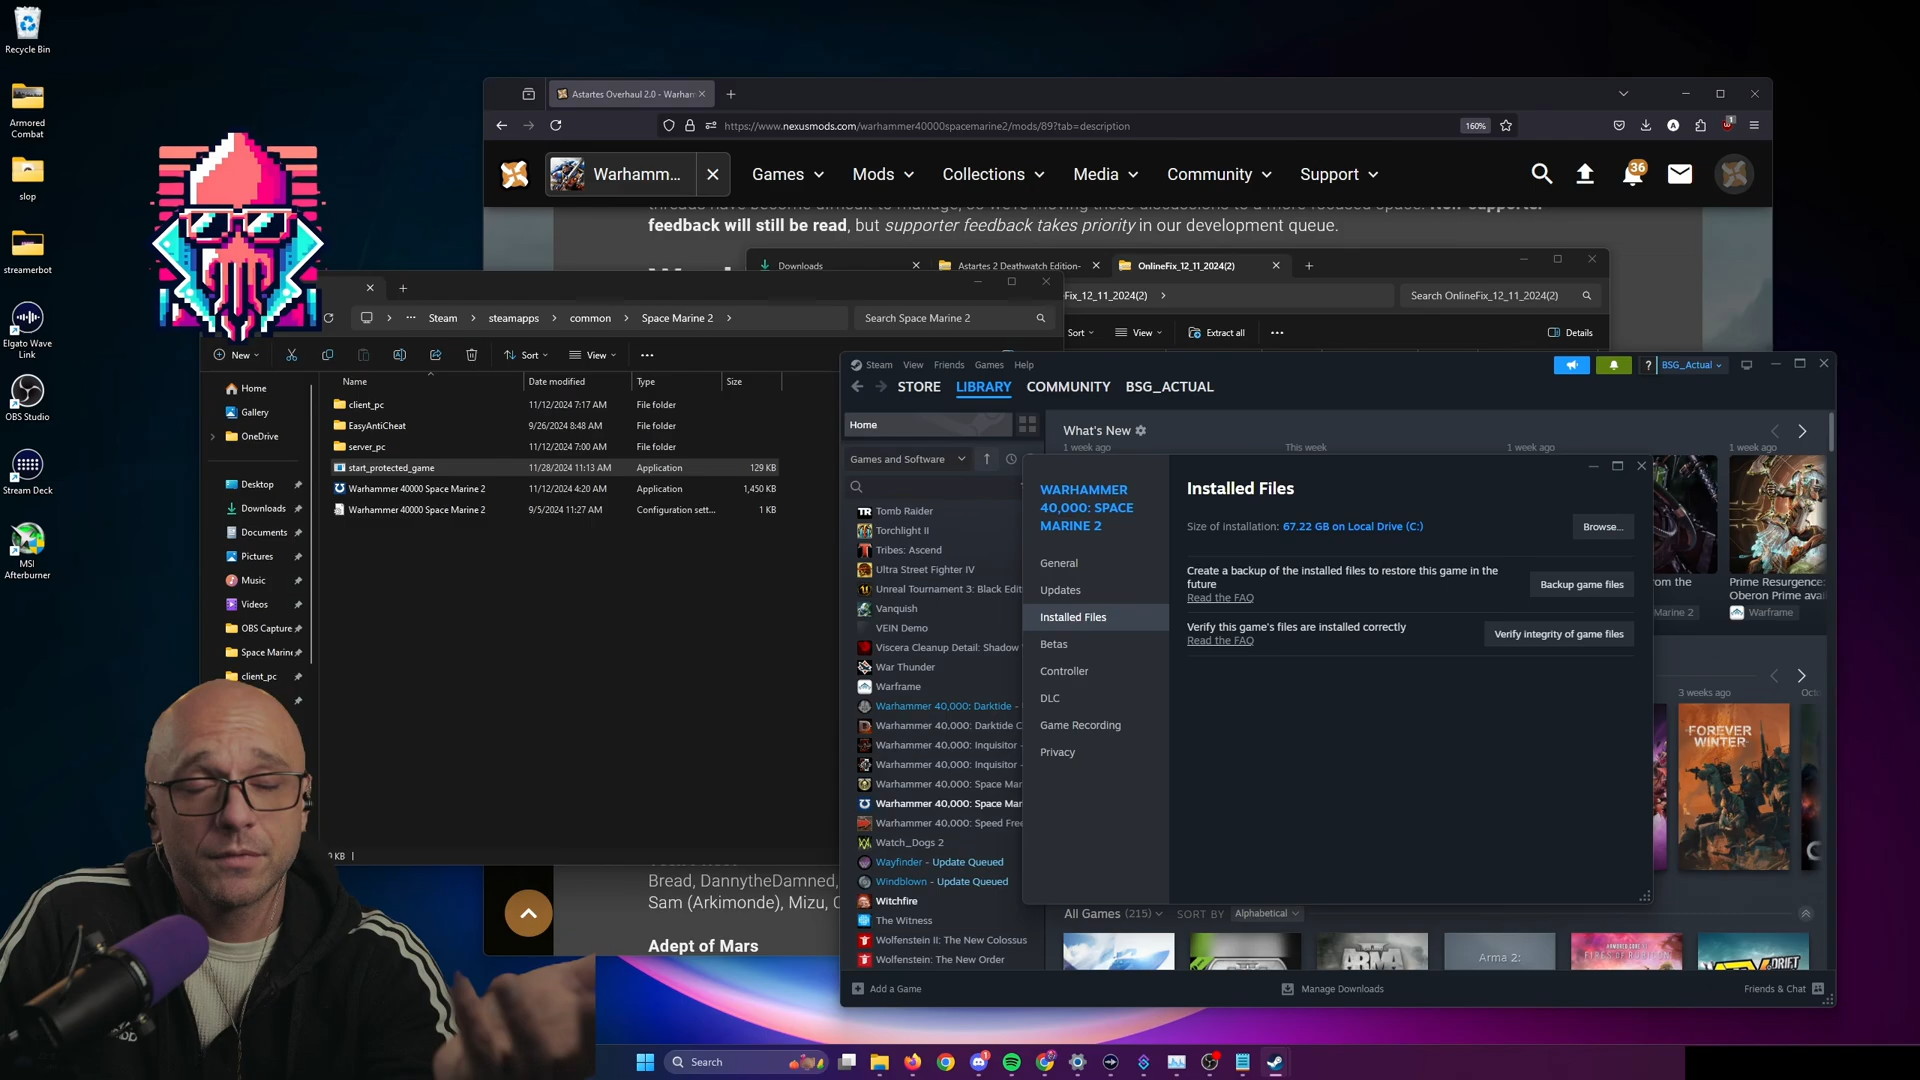 Recycle Bin
Armored
Combat
slop
streamerbot
Elgato Wave
Link
OBS Studio
Stream Deck
MSI
Afterburner
Astartes Overhaul 2.0 - Warhan
https://www.nexusmods.com/warhammer40000spacemarine2/mods/89?tab=description
160%
1
Warhamm...
Games
Mods
Collections
Media
Community
Support
36
feedback will still be read, but supporter feedback takes priority in our development queue.
Downloads
Astartes 2 Deathwatch Edition-
OnlineFix_12_11_2024(2)
Fix_12_11_2024(2)
Search OnlineFix_12_11_2024(2)
Sort
View
Extract all
Details
Steam
steamapps
common
Space Marine 2
Search Space Marine 2
New
Sort
View
Home
Gallery
OneDrive
Desktop
Downloads
Documents
Pictures
Music
Videos
OBS Capture
Space Marine
client_pc
Name
Date modified
Type
Size
client_pc
11/12/2024 7:17 AM
File folder
EasyAntiCheat
9/26/2024 8:48 AM
File folder
server_pc
11/12/2024 7:00 AM
File folder
start_protected_game
11/28/2024 11:13 AM
Application
129 KB
Warhammer 40000 Space Marine 2
11/12/2024 4:20 AM
Application
1,450 KB
Warhammer 40000 Space Marine 2
9/5/2024 11:27 AM
Configuration sett...
1 KB
KB
Bread, DannytheDamned,
Sam (Arkimonde), Mizu,
Adept of Mars
Steam
View
Friends
Games
Help
BSG_Actual
STORE
LIBRARY
COMMUNITY
BSG_ACTUAL
Home
Games and Software
Tomb Raider
Torchlight II
Tribes: Ascend
Ultra Street Fighter IV
Unreal Tournament 3: Black Edit
Vanquish
VEIN Demo
Viscera Cleanup Detail: Shadow
War Thunder
Warframe
Warhammer 40,000: Darktide -
Warhammer 40,000: Darktide C
Warhammer 40,000: Inquisitor -
Warhammer 40,000: Inquisitor -
Warhammer 40,000: Space Mar
Warhammer 40,000: Space Mar
Warhammer 40,000: Speed Free
Watch_Dogs 2
Wayfinder - Update Queued
Windblown - Update Queued
Witchfire
The Witness
Wolfenstein II: The New Colossus
Wolfenstein: The New Order
Add a Game
What's New
1 week ago
This week
1 week ago
WARHAMMER
40,000: SPACE
MARINE 2
General
Updates
Installed Files
Betas
Controller
DLC
Game Recording
Privacy
Installed Files
Size of installation: 67.22 GB on Local Drive (C:)
Browse...
Create a backup of the installed files to restore this game in the
future
Read the FAQ
Backup game files
Verify this game's files are installed correctly
Read the FAQ
Verify integrity of game files
om the
Marine 2
Prime Resurgence:
Oberon Prime avai
Warframe
3 weeks ago
Oct
FOREVER
WINTER
All Games (215)
SORT BY
Alphabetical
ARMA
Arma 2:
DRIFT
Manage Downloads
Friends & Chat
Search